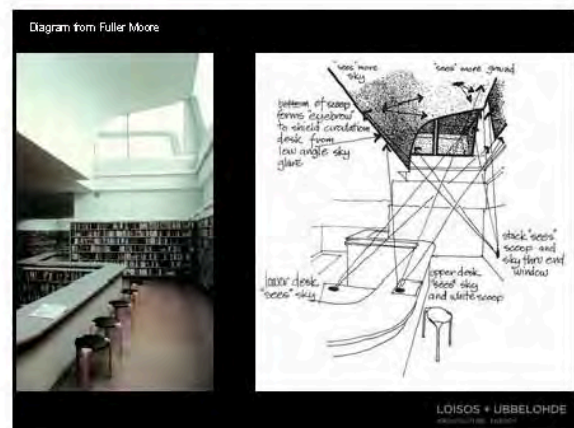 Diagram from Fuller Moore
"sees" more
sky
"sees" more ground
bottom of scoop
forms "eyebrow"
to shield circulation
desk from
low angle sky
glare
stack "sees"
scoop and
sky thru end
window
lower desk
"sees" sky
upper desk
"sees" sky
and white scoop
LOISOS + UBBELOHDE